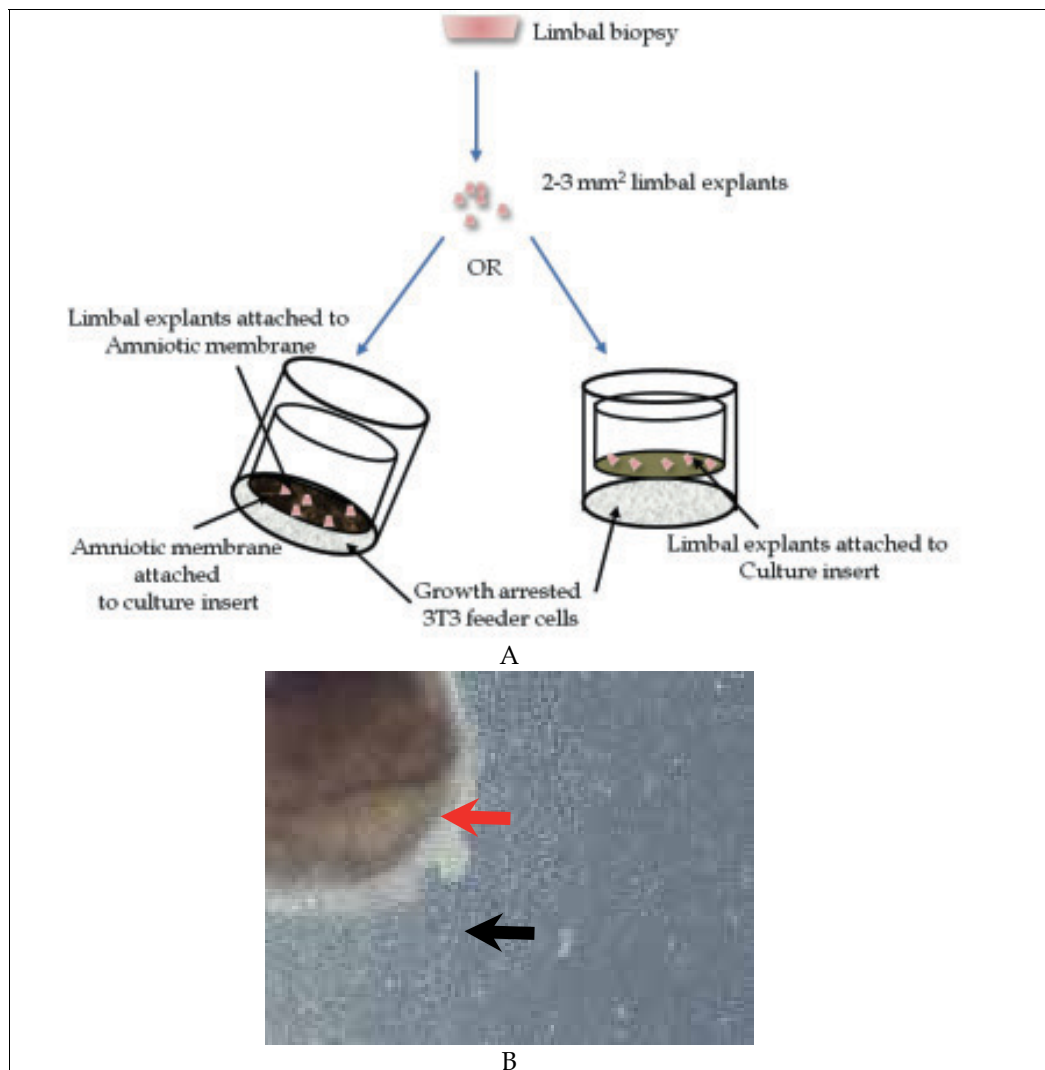 Limbal biopsy
2-3 mm² limbal explants
OR
Limbal explants attached to
Amniotic membrane
Amniotic membrane
attached
to culture insert
Growth arrested
3T3 feeder cells
Limbal explants attached to
Culture insert
A
B